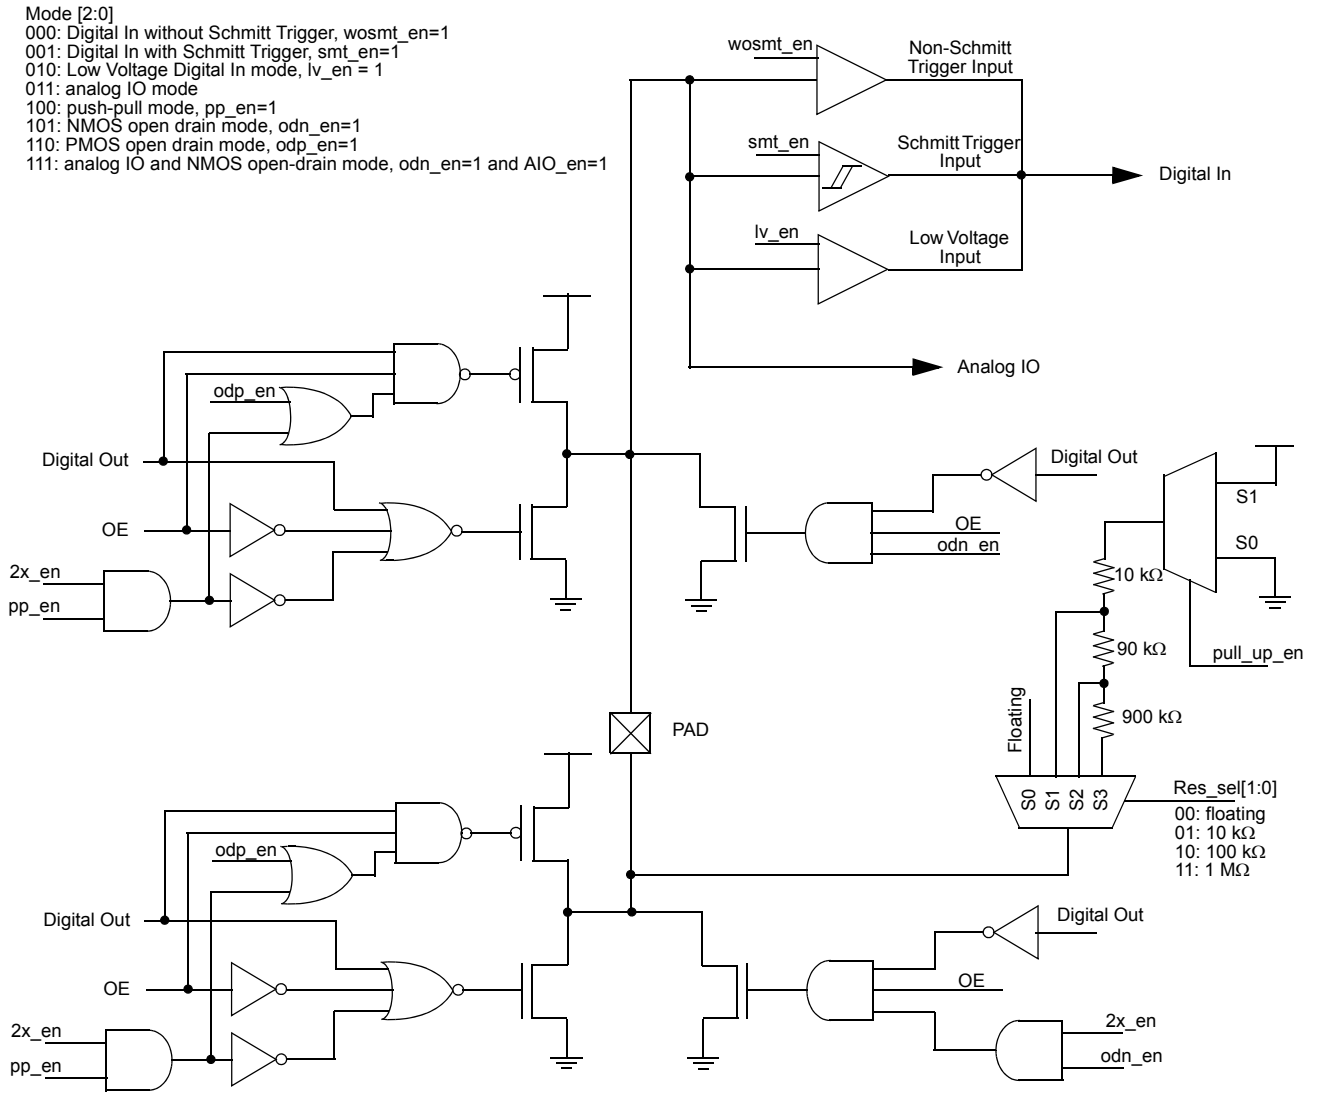 Mode [2:0]
000: Digital In without Schmitt Trigger, wosmt_en=1
001: Digital In with Schmitt Trigger, smt_en=1
010: Low Voltage Digital In mode, lv_en = 1
011: analog IO mode
100: push-pull mode, pp_en=1
101: NMOS open drain mode, odn_en=1
110: PMOS open drain mode, odp_en=1
111: analog IO and NMOS open-drain mode, odn_en=1 and AIO_en=1
wosmt_en
Non-Schmitt
Trigger Input
smt_en
Schmitt Trigger
Input
Digital In
lv_en
Low Voltage
Input
Analog IO
odp_en
Digital Out
OE
2x_en
pp_en
Digital Out
OE
odn_en
S1
S0
10 kΩ
90 kΩ
900 kΩ
pull_up_en
Floating
PAD
S0
S1
S2
S3
Res_sel[1:0]
00: floating
01: 10 kΩ
10: 100 kΩ
11: 1 MΩ
odp_en
Digital Out
OE
2x_en
pp_en
Digital Out
OE
2x_en
odn_en